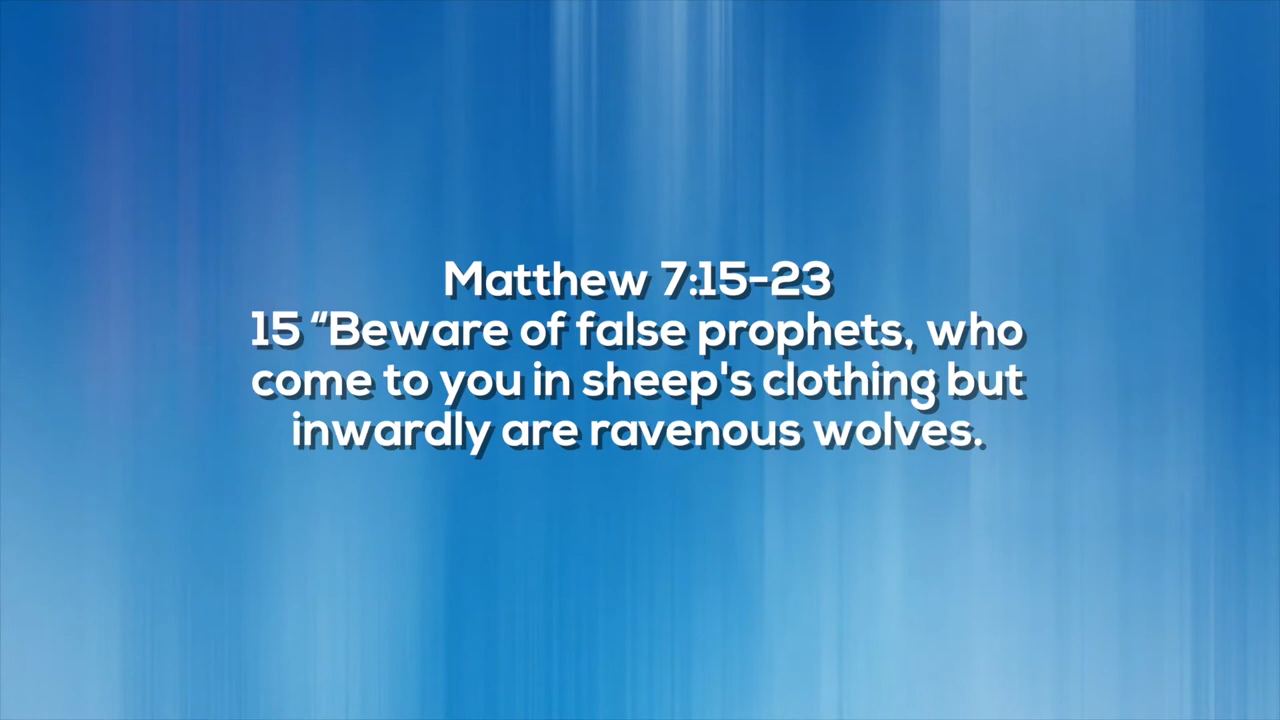 Matthew 7:15-23
15 “Beware of false prophets, who
come to you in sheep's clothing but
inwardly are ravenous wolves.